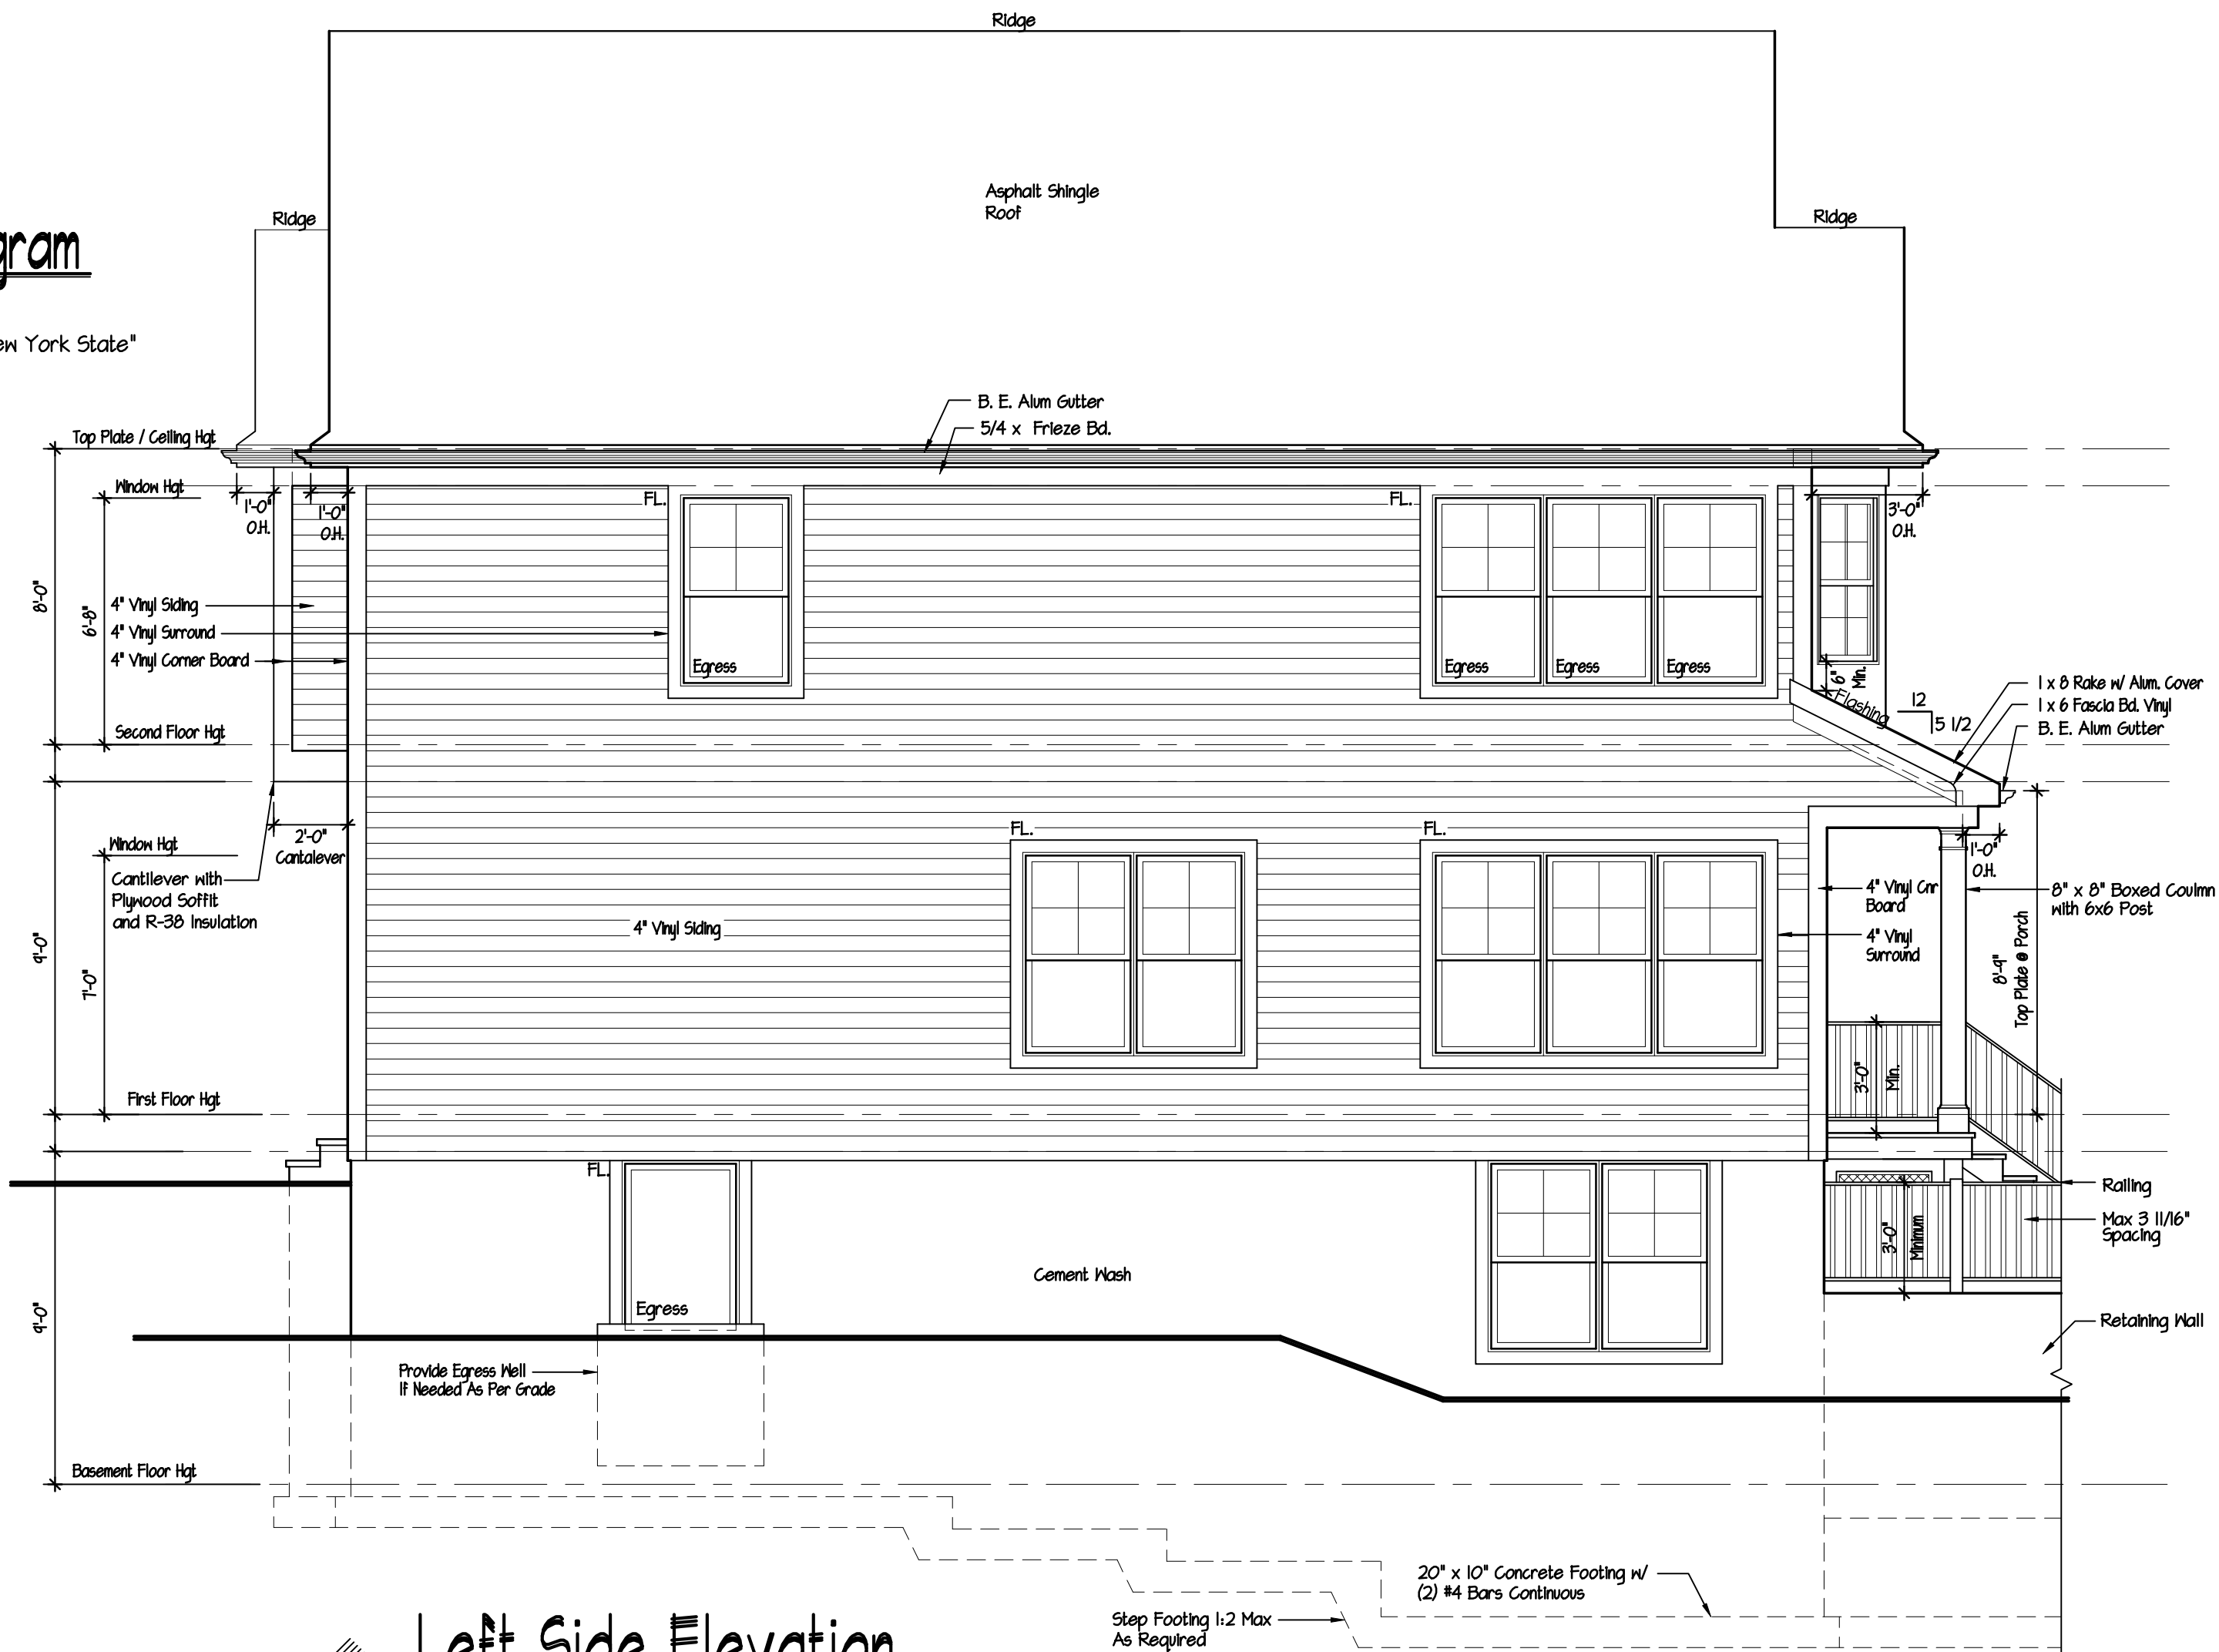 Ridge
Asphalt Shingle
Roof
Ridge
Ridge
gram
ew York State"
B. E. Alum Gutter
5/4 x Frieze Bd.
Top Plate / Ceiling Hgt
Window Hgt
1'-0"
O.H.
1'-0"
O.H.
FL.
FL.
3'-0"
O.H.
8'-0"
6'-8"
4" Vinyl Siding
4" Vinyl Surround
4" Vinyl Corner Board
Egress
Egress
Egress
Egress
6"
Min.
Flashing
12
5 1/2
1 x 8 Rake w/ Alum. Cover
1 x 6 Fascia Bd. Vinyl
B. E. Alum Gutter
Second Floor Hgt
2'-0"
Cantalever
Window Hgt
Cantilever with
Plywood Soffit
and R-38 Insulation
FL.
FL.
1'-0"
O.H.
4" Vinyl Cnr
Board
8" x 8" Boxed Coulmn
with 6x6 Post
4" Vinyl Siding
4" Vinyl
Surround
9'-0"
7'-0"
8'-9"
Top Plate @ Porch
3'-0"
Min.
First Floor Hgt
FL.
Egress
Cement Wash
3'-0"
Minimum
Railing
Max 3 11/16"
Spacing
Retaining Wall
9'-0"
Provide Egress Well
If Needed As Per Grade
Basement Floor Hgt
20" x 10" Concrete Footing w/
(2) #4 Bars Continuous
Step Footing 1:2 Max
As Required
Left Side Elevation